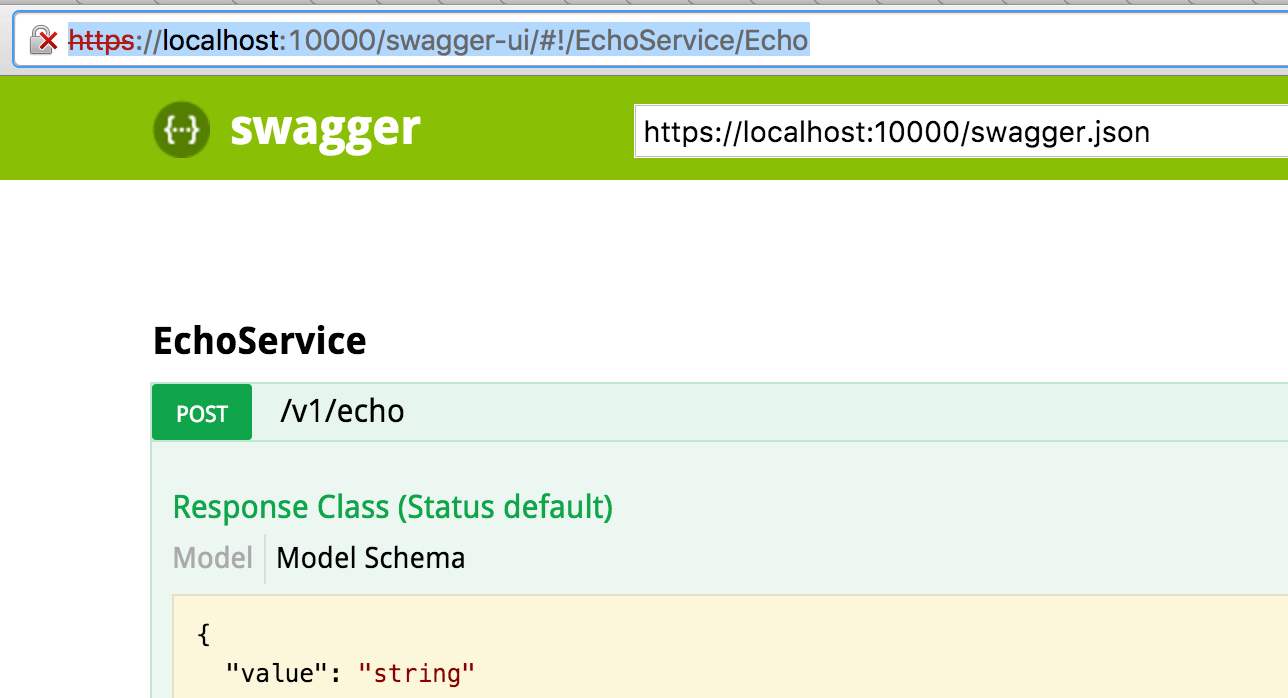 https://localhost:10000/swagger-ui/#!/EchoService/Echo
{···} swagger
https://localhost:10000/swagger.json
EchoService
POST /v1/echo
Response Class (Status default)
Model Model Schema
{
"value": "string"